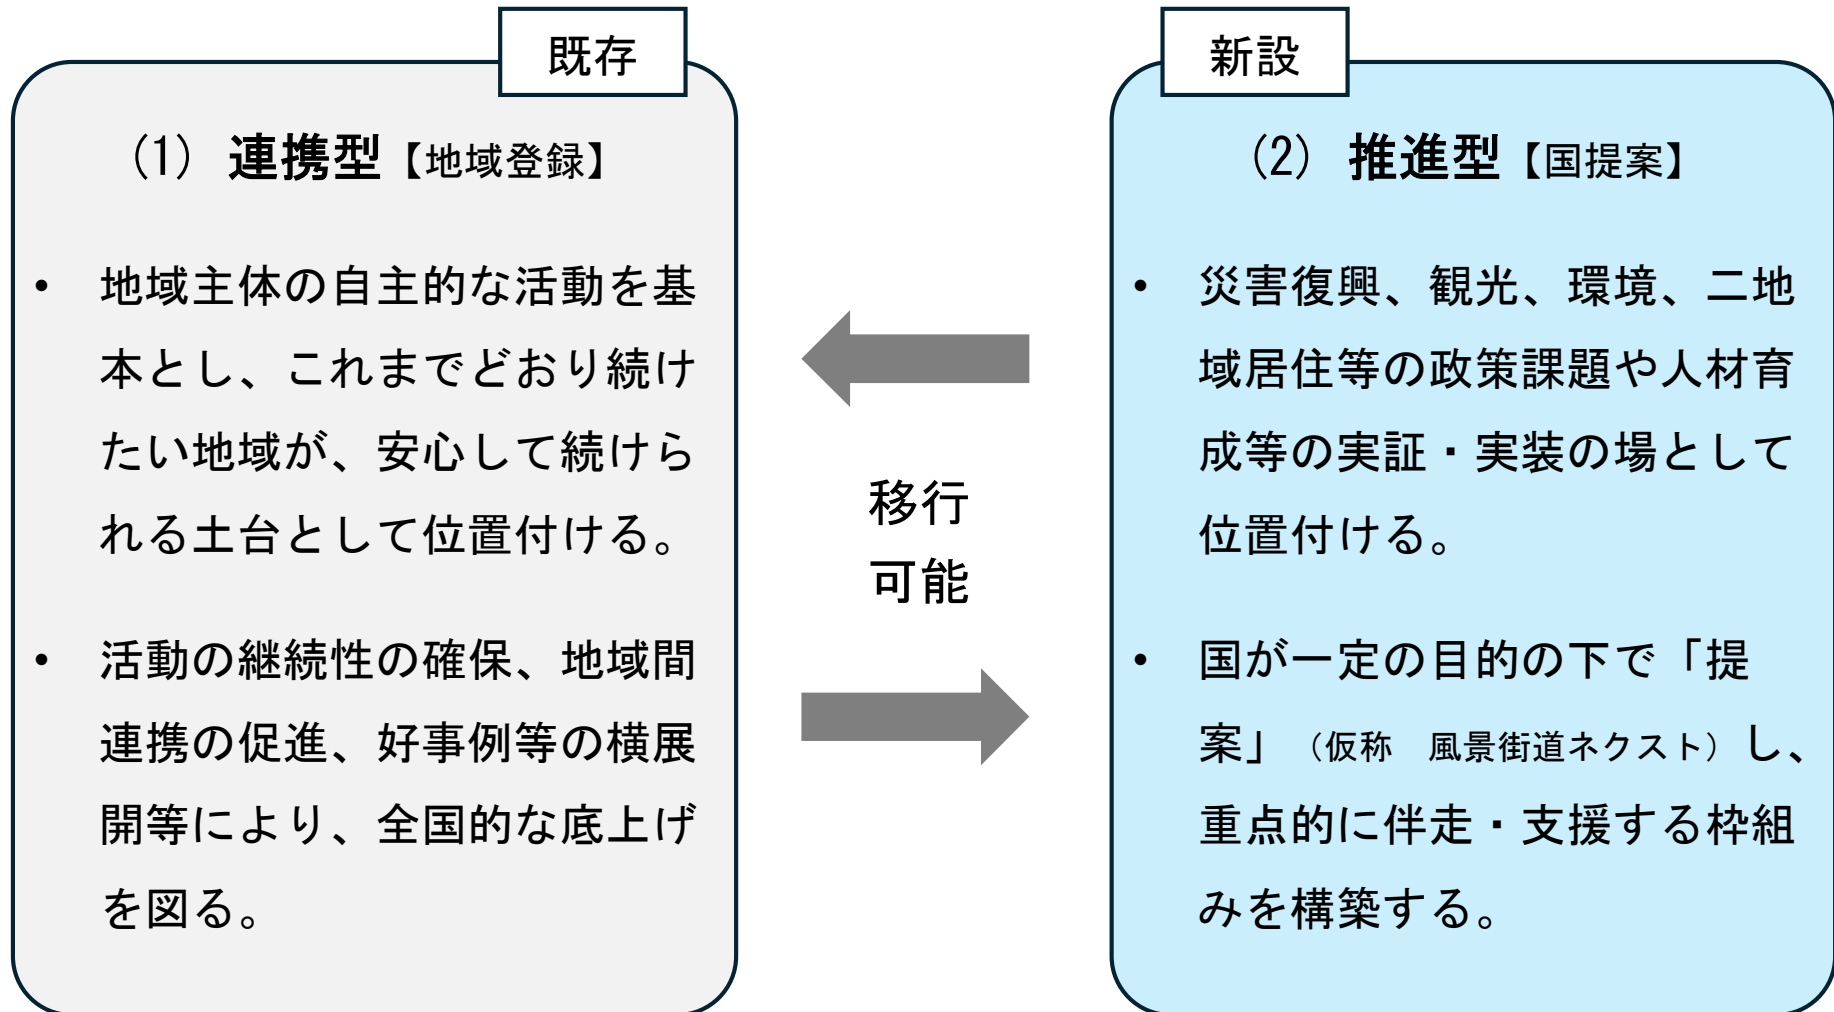 既存
(1) 連携型【地域登録】
• 地域主体の自主的な活動を基
本とし、これまでどおり続け
たい地域が、安心して続けら
れる土台として位置付ける。
• 活動の継続性の確保、地域間
連携の促進、好事例等の横展
開等により、全国的な底上げ
を図る。
移行
可能
新設
(2) 推進型【国提案】
• 災害復興、観光、環境、二地
域居住等の政策課題や人材育
成等の実証・実装の場として
位置付ける。
• 国が一定の目的の下で「提
案」（仮称　風景街道ネクスト）し、
重点的に伴走・支援する枠組
みを構築する。